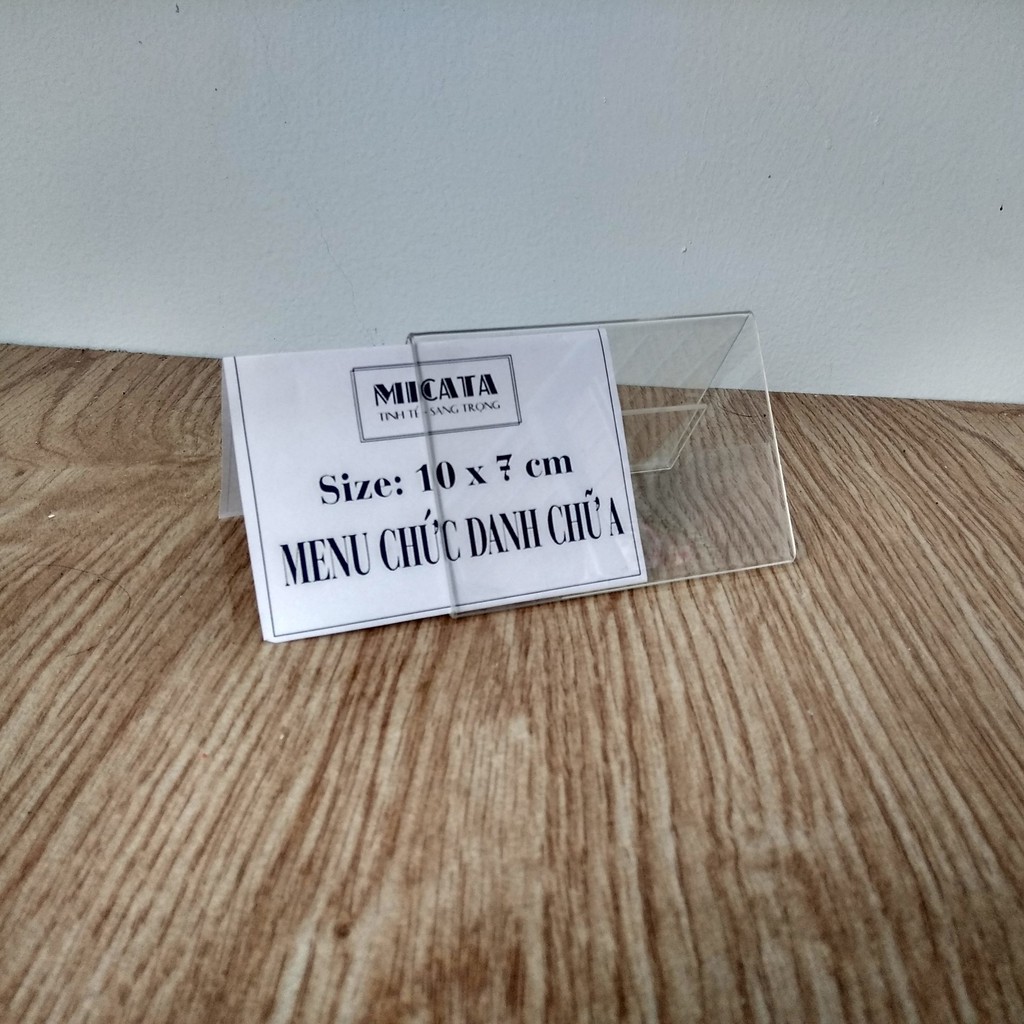 MICATA
TINH TẾ - SANG TRỌNG
Size: 10 x 7 cm
MENU CHỨC DANH CHỮ A